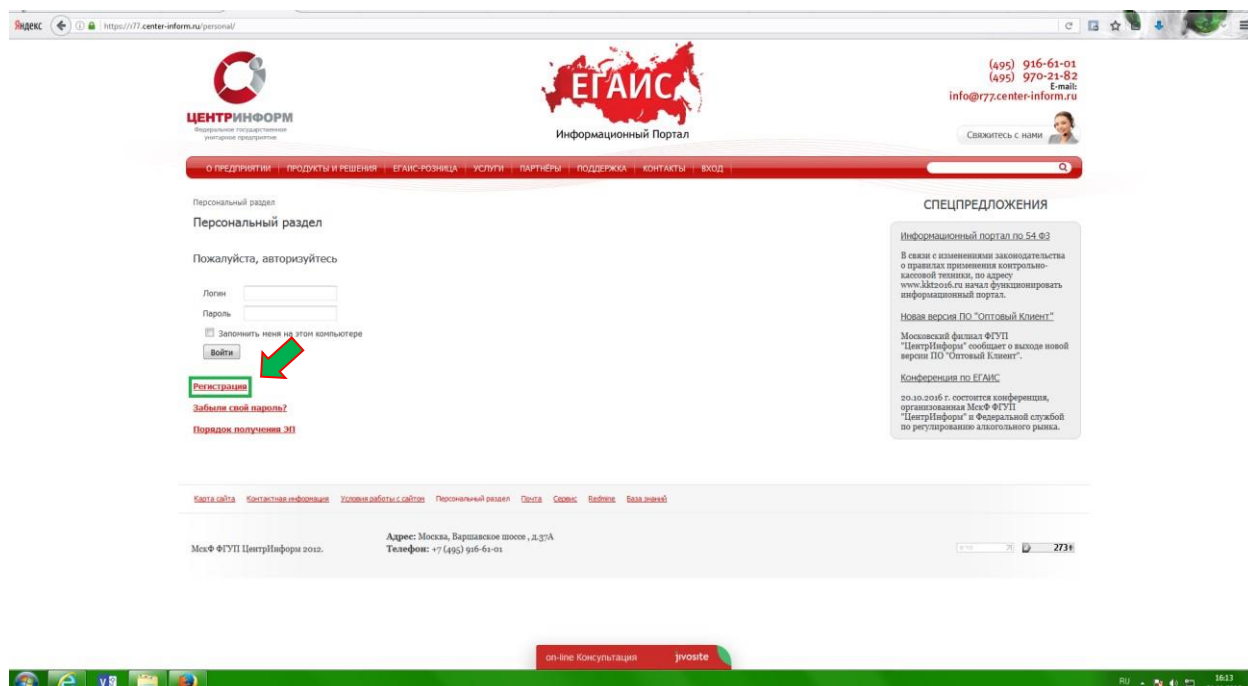 Яндекс
https://r77.center-inform.ru/personal/
ЦЕНТРИНФОРМ
Федеральное государственное
унитарное предприятие
ЕГАИС
Информационный Портал
(495) 916-61-01
(495) 970-21-82
E-mail:
info@r77.center-inform.ru
Свяжитесь с нами
О ПРЕДПРИЯТИИ
ПРОДУКТЫ И РЕШЕНИЯ
ЕГАИС-РОЗНИЦА
УСЛУГИ
ПАРТНЁРЫ
ПОДДЕРЖКА
КОНТАКТЫ
ВХОД
Персональный раздел
Персональный раздел
Пожалуйста, авторизуйтесь
Логин
Пароль
Запомнить меня на этом компьютере
Войти
Регистрация
Забыли свой пароль?
Порядок получения ЭП
СПЕЦПРЕДЛОЖЕНИЯ
Информационный портал по 54 ФЗ
В связи с изменениями законодательства
о правилах применения контрольно-
кассовой техники, по адресу
www.kkt2016.ru начал функционировать
информационный портал.
Новая версия ПО "Оптовый Клиент"
Московский филиал ФГУП
"ЦентрИнформ" сообщает о выходе новой
версии ПО "Оптовый Клиент".
Конференция по ЕГАИС
20.10.2016 г. состоится конференция,
организованная МскФ ФГУП
"ЦентрИнформ" и Федеральной службой
по регулированию алкогольного рынка.
Карта сайта
Контактная информация
Условия работы с сайтом
Персональный раздел
Почта
Сервис
Redmine
База знаний
МскФ ФГУП ЦентрИнформ 2012.
Адрес: Москва, Варшавское шоссе , д.37А
Телефон: +7 (495) 916-61-01
273
on-line Консультация
jivosite
RU
16:13